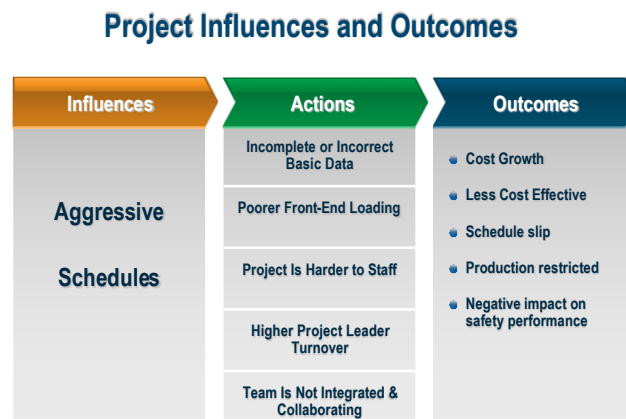 Project Influences and Outcomes
Influences
Actions
Outcomes
Aggressive
Schedules
Incomplete or Incorrect
Basic Data
Poorer Front-End Loading
Project Is Harder to Staff
Higher Project Leader
Turnover
Team Is Not Integrated &
Collaborating
Cost Growth
Less Cost Effective
Schedule slip
Production restricted
Negative impact on
safety performance